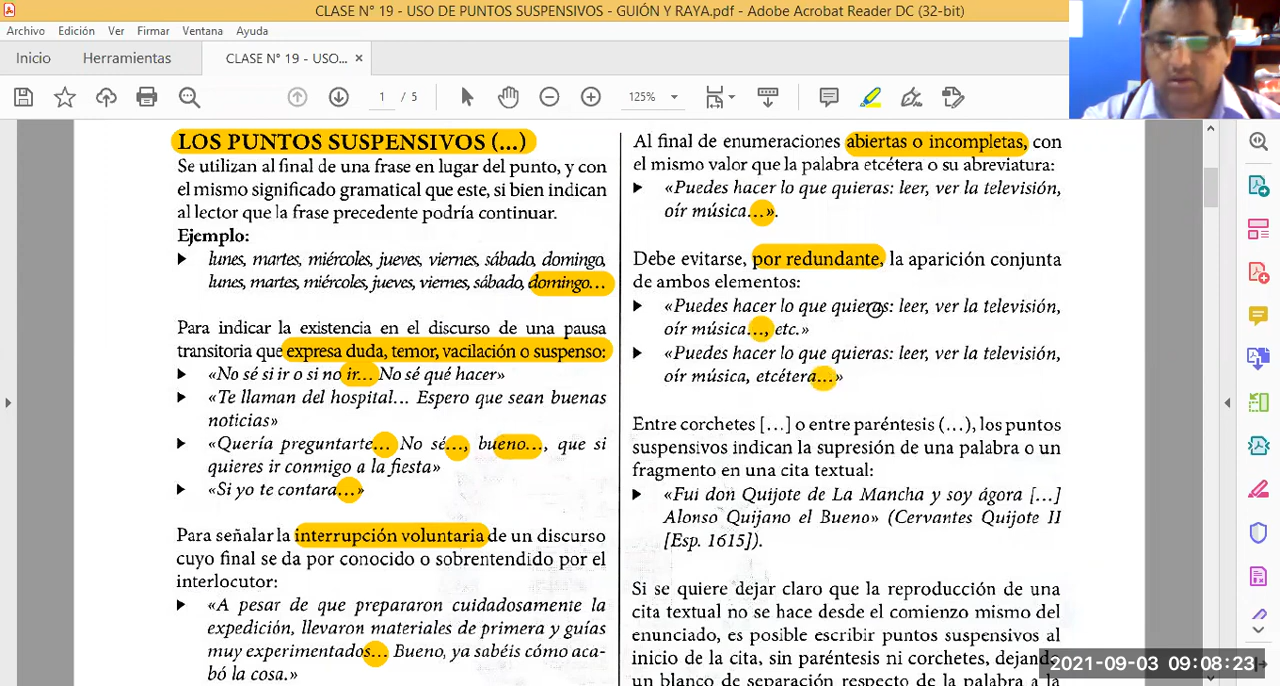 CLASE N° 19 - USO DE PUNTOS SUSPENSIVOS - GUIÓN Y RAYA.pdf - Adobe Acrobat Reader DC (32-bit)
Archivo Edición Ver Firmar Ventana Ayuda
Inicio Herramientas CLASE N° 19 - USO... ×
1 / 5 125%
LOS PUNTOS SUSPENSIVOS (...)
Se utilizan al final de una frase en lugar del punto, y con
el mismo significado gramatical que este, si bien indican
al lector que la frase precedente podría continuar.
Ejemplo:
lunes, martes, miércoles, jueves, viernes, sábado, domingo,
lunes, martes, miércoles, jueves, viernes, sábado, domingo...
Para indicar la existencia en el discurso de una pausa
transitoria que expresa duda, temor, vacilación o suspenso:
«No sé si ir o si no ir... No sé qué hacer»
«Te llaman del hospital... Espero que sean buenas
noticias»
«Quería preguntarte... No sé..., bueno..., que si
quieres ir conmigo a la fiesta»
«Si yo te contara...»
Para señalar la interrupción voluntaria de un discurso
cuyo final se da por conocido o sobrentendido por el
interlocutor:
«A pesar de que prepararon cuidadosamente la
expedición, llevaron materiales de primera y guías
muy experimentados... Bueno, ya sabéis cómo aca-
bó la cosa.»
Al final de enumeraciones abiertas o incompletas, con
el mismo valor que la palabra etcétera o su abreviatura:
«Puedes hacer lo que quieras: leer, ver la televisión,
oír música...».
Debe evitarse, por redundante, la aparición conjunta
de ambos elementos:
«Puedes hacer lo que quieras: leer, ver la televisión,
oír música..., etc.»
«Puedes hacer lo que quieras: leer, ver la televisión,
oír música, etcétera...»
Entre corchetes [...] o entre paréntesis (...), los puntos
suspensivos indican la supresión de una palabra o un
fragmento en una cita textual:
«Fui don Quijote de La Mancha y soy ágora [...]
Alonso Quijano el Bueno» (Cervantes Quijote II
[Esp. 1615]).
Si se quiere dejar claro que la reproducción de una
cita textual no se hace desde el comienzo mismo del
enunciado, es posible escribir puntos suspensivos al
inicio de la cita, sin paréntesis ni corchetes, dejando
un blanco de separación respecto de la palabra a la
2021-09-03 09:08:23